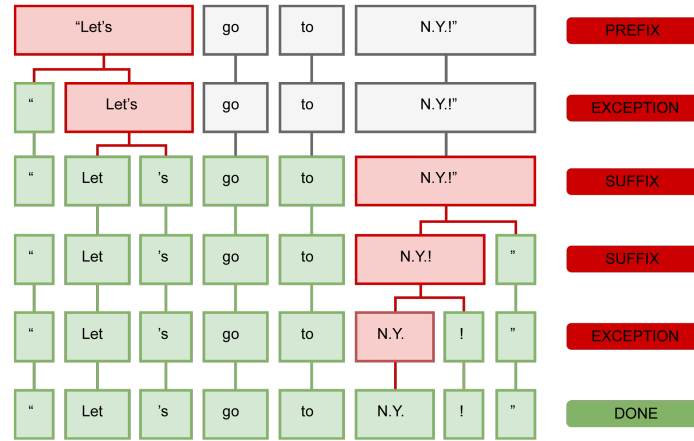 “Let’s go to N.Y.!” PREFIX
“ Let’s go to N.Y.!” EXCEPTION
“ Let ’s go to N.Y.!” SUFFIX
“ Let ’s go to N.Y.! ” SUFFIX
“ Let ’s go to N.Y. ! ” EXCEPTION
“ Let ’s go to N.Y. ! ” DONE